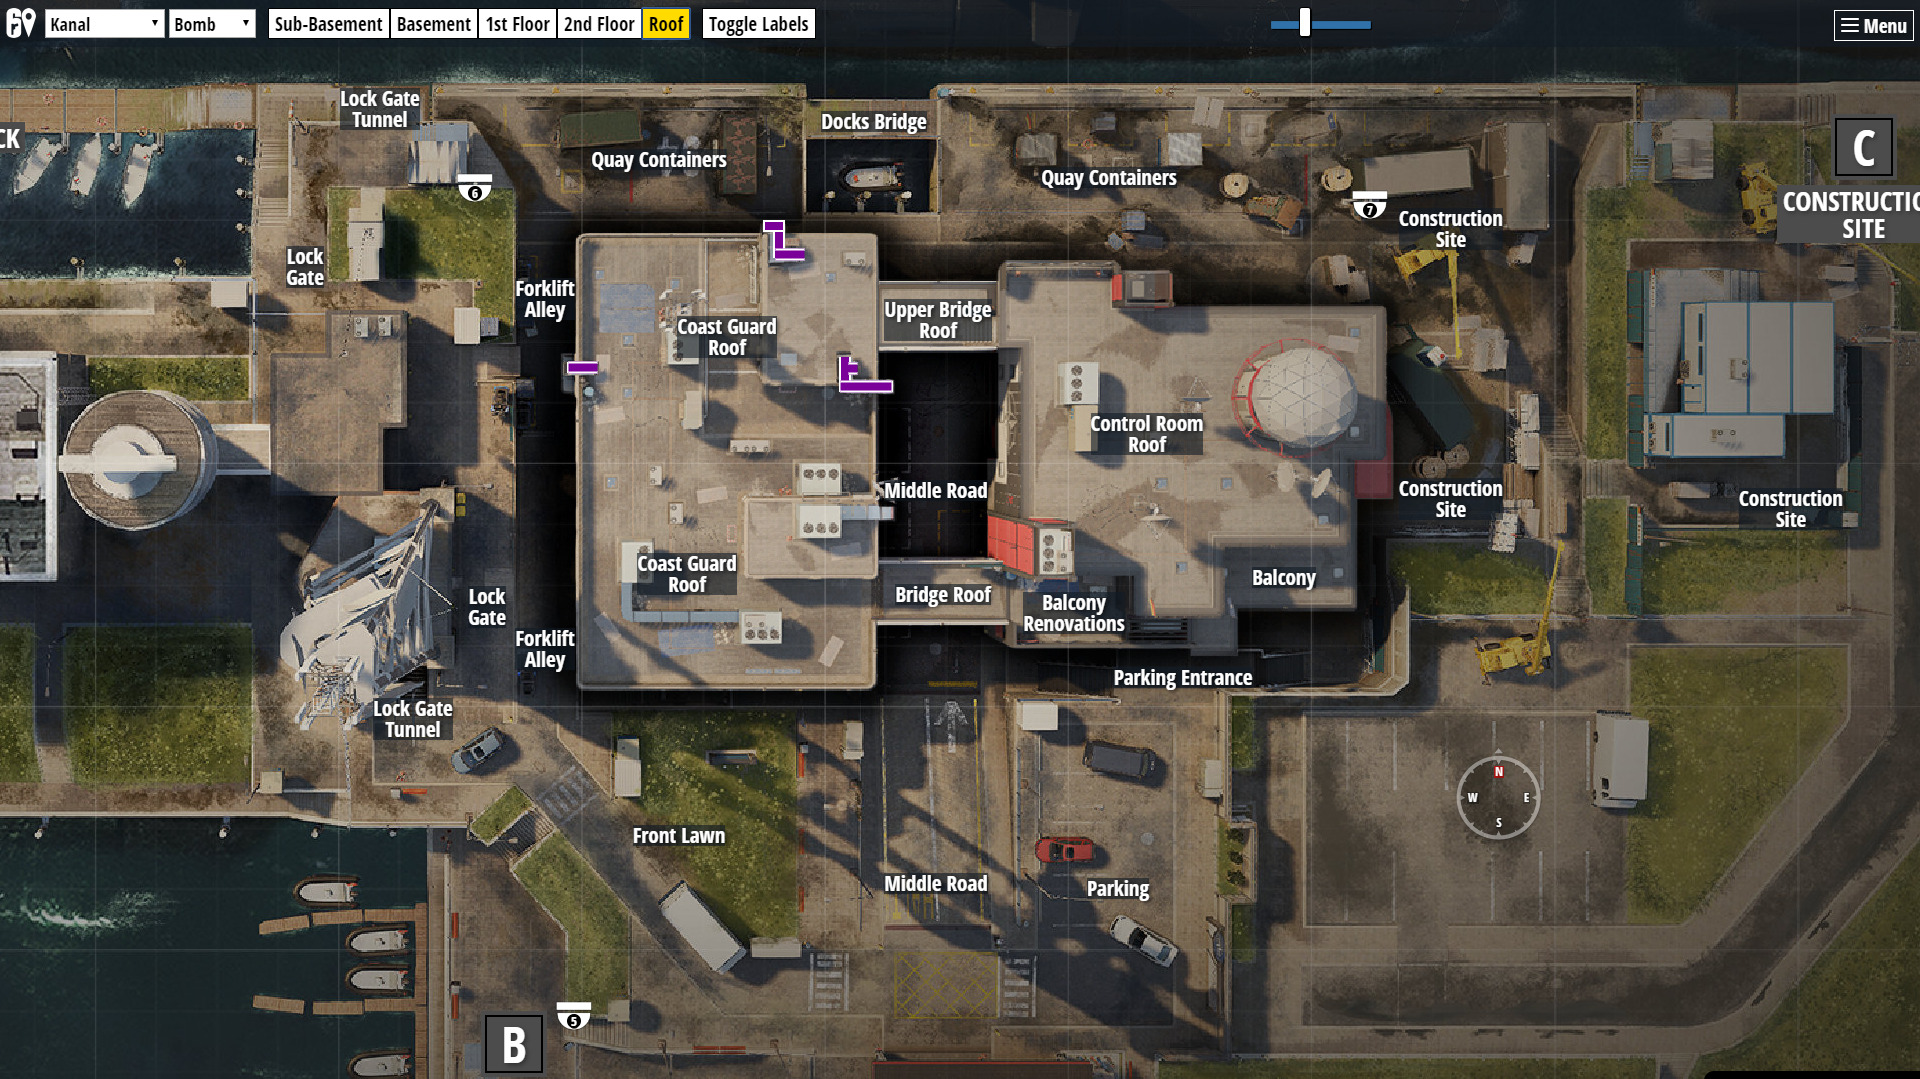 Kanal
Bomb
Sub-Basement
Basement
1st Floor
2nd Floor
Roof
Toggle Labels
Menu
Lock Gate
Tunnel
Docks Bridge
CK
C
Quay Containers
Quay Containers
6
7
CONSTRUCTIO
SITE
Construction
Site
Lock
Gate
Forklift
Alley
Upper Bridge
Roof
Coast Guard
Roof
Control Room
Roof
Middle Road
Construction
Site
Construction
Site
Coast Guard
Roof
Balcony
Bridge Roof
Lock
Gate
Balcony
Renovations
Forklift
Alley
Parking Entrance
Lock Gate
Tunnel
N
W
E
S
Front Lawn
Middle Road
Parking
5
B